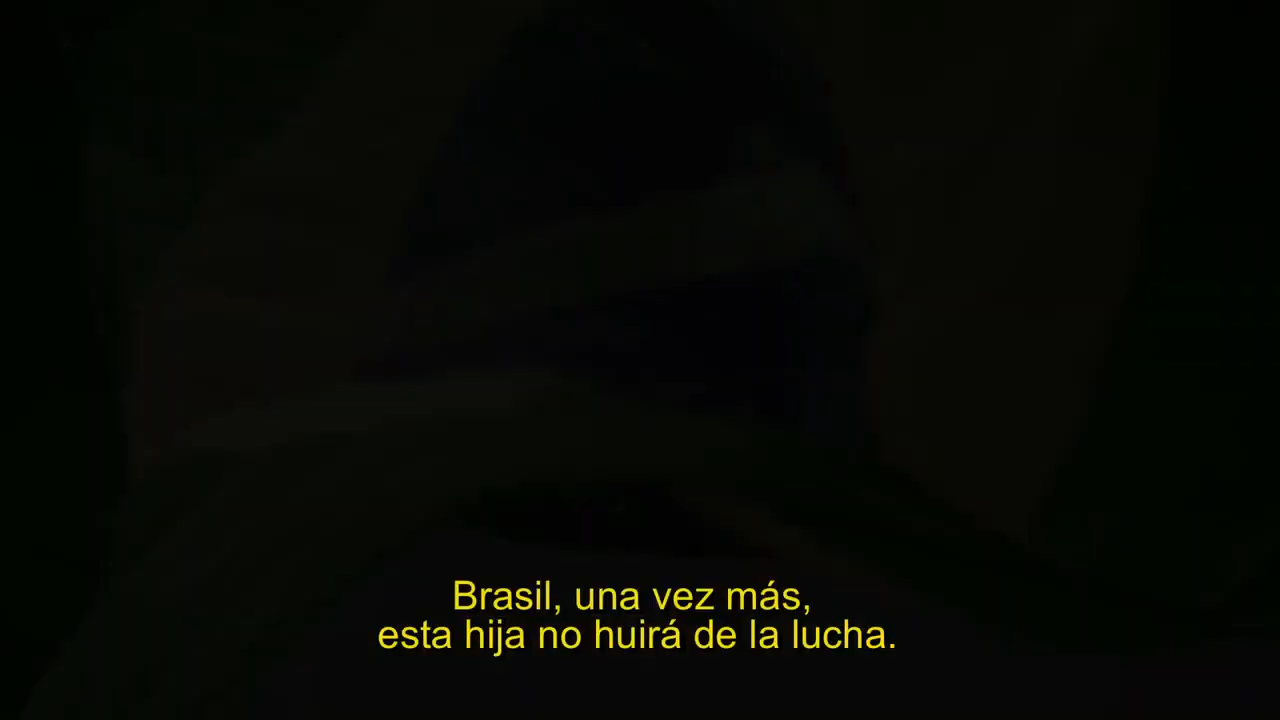 Brasil, una vez más,
esta hija no huirá de la lucha.